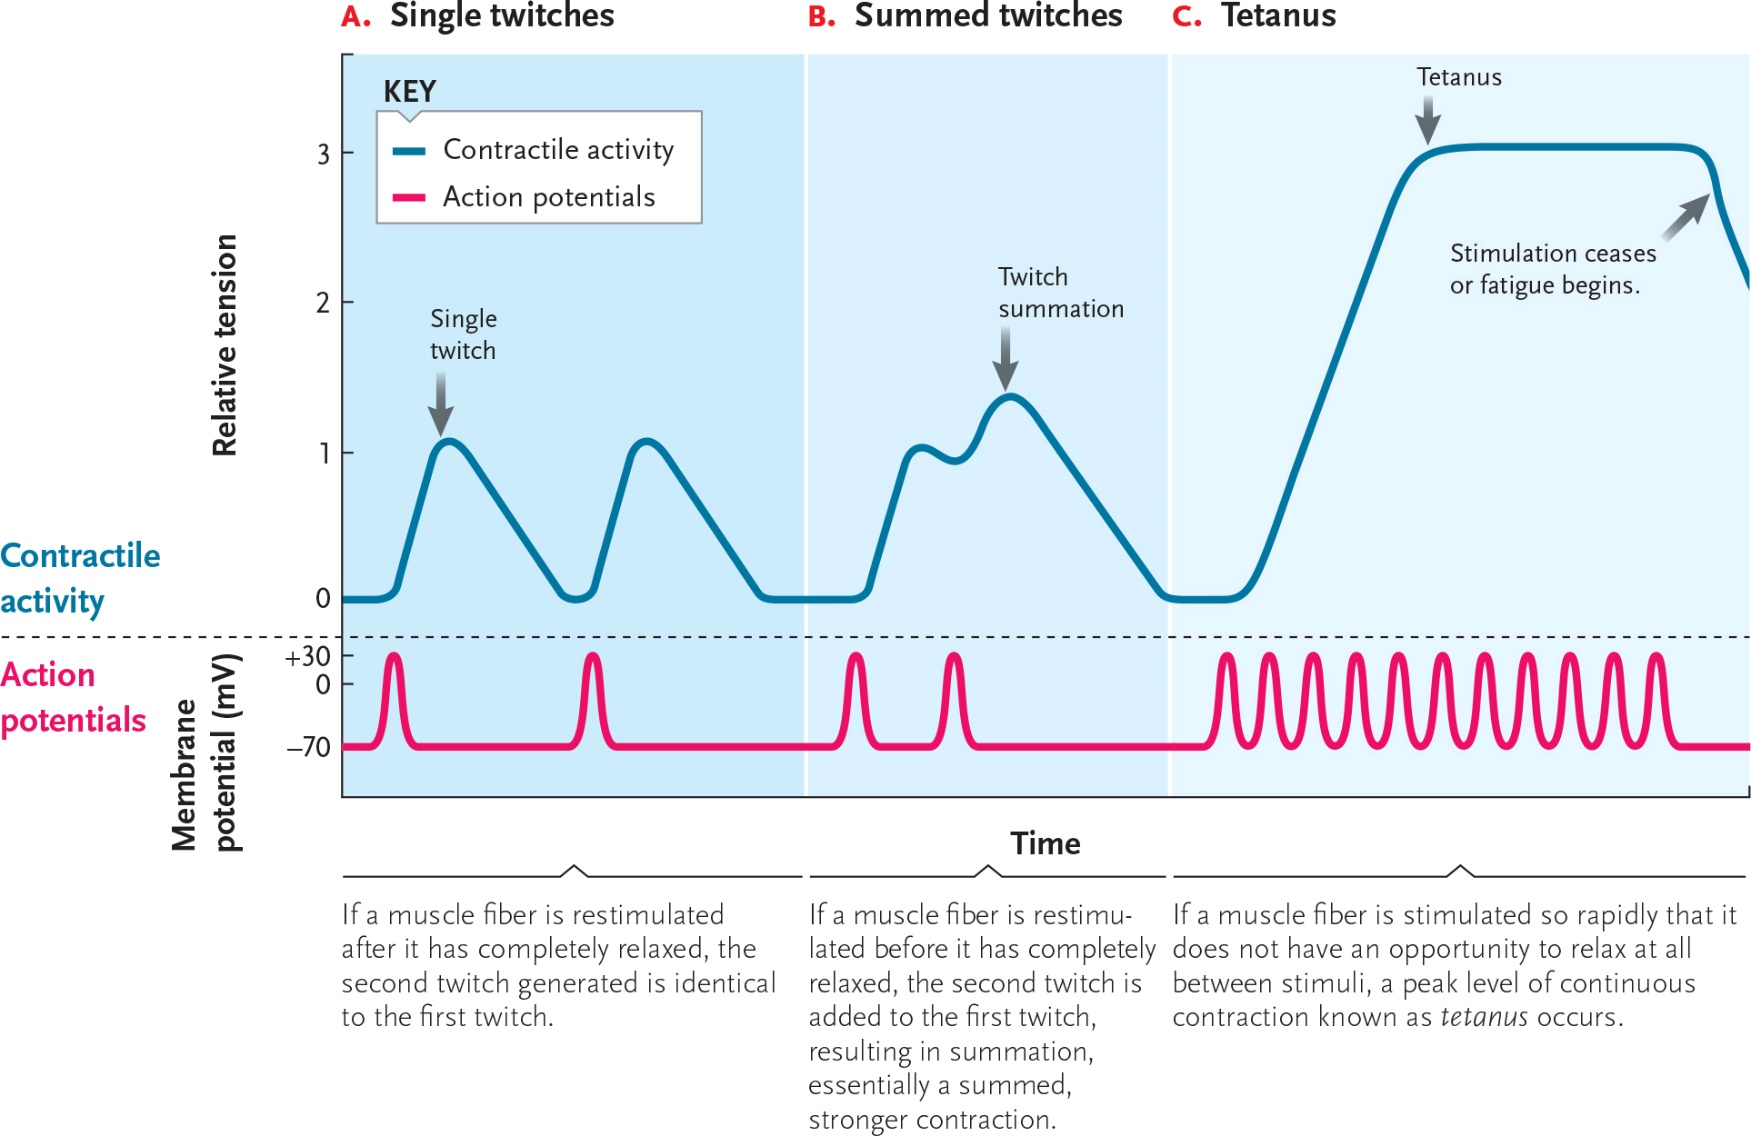 A. Single twitches
B. Summed twitches
C. Tetanus
KEY
Contractile activity
Action potentials
Relative tension
3
2
1
0
Single
twitch
Twitch
summation
Tetanus
Stimulation ceases
or fatigue begins.
Contractile
activity
Action
potentials
Membrane
potential (mV)
+30
0
–70
Time
If a muscle fiber is restimulated
after it has completely relaxed, the
second twitch generated is identical
to the first twitch.
If a muscle fiber is restimu-
lated before it has completely
relaxed, the second twitch is
added to the first twitch,
resulting in summation,
essentially a summed,
stronger contraction.
If a muscle fiber is stimulated so rapidly that it
does not have an opportunity to relax at all
between stimuli, a peak level of continuous
contraction known as tetanus occurs.